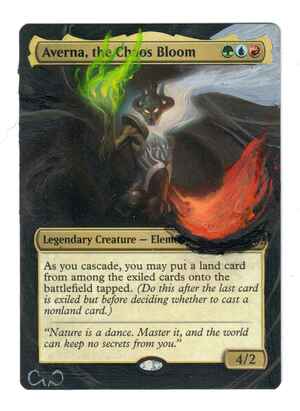 Averna, the Chaos Bloom
Legendary Creature — Elem
As you cascade, you may put a land card
from among the exiled cards onto the
battlefield tapped. (Do this after the last card
is exiled but before deciding whether to cast a
nonland card.)
"Nature is a dance. Master it, and the world
can keep no secrets from you."
4/2